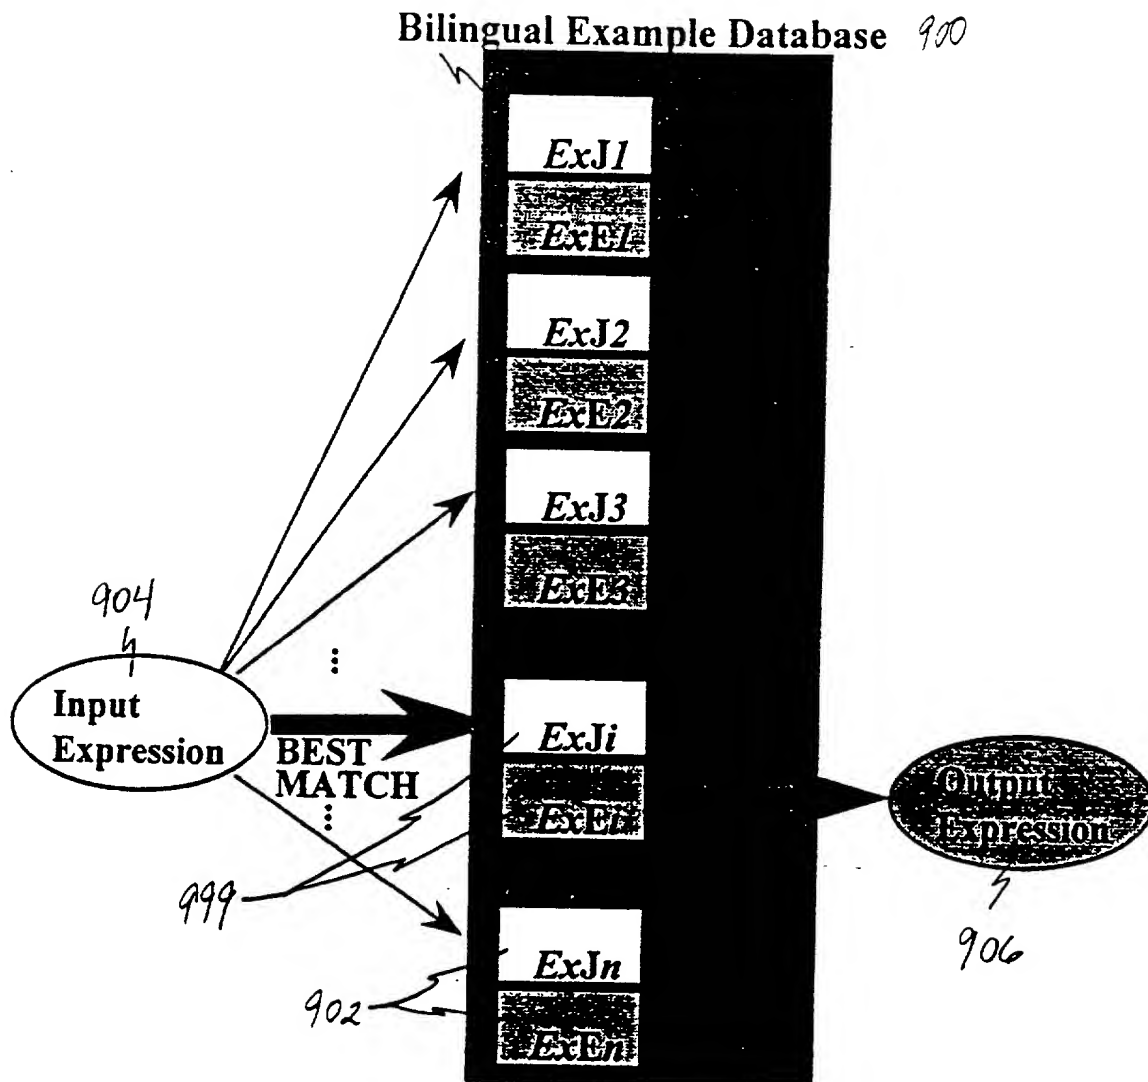 Bilingual Example Database 900
ExJ1
ExE1
ExJ2
ExE2
ExJ3
ExE3
904
Input
Expression
BEST
MATCH
ExJi
ExEi
Output
Expression
999
906
ExJn
902
ExEn